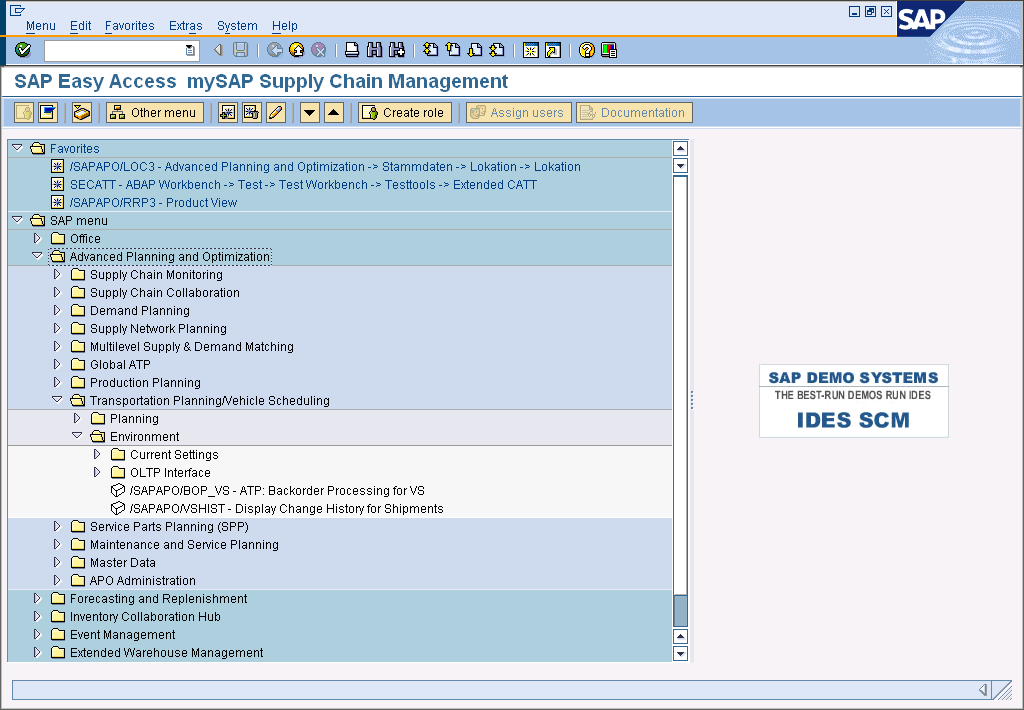 Menu Edit Favorites Extras System Help
SAP
SAP Easy Access mySAP Supply Chain Management
Other menu Create role Assign users Documentation
Favorites
/SAPAPO/LOC3 - Advanced Planning and Optimization -> Stammdaten -> Lokation -> Lokation
SECATT - ABAP Workbench -> Test -> Test Workbench -> Testtools -> Extended CATT
/SAPAPO/RRP3 - Product View
SAP menu
Office
Advanced Planning and Optimization
Supply Chain Monitoring
Supply Chain Collaboration
Demand Planning
Supply Network Planning
Multilevel Supply & Demand Matching
Global ATP
Production Planning
Transportation Planning/Vehicle Scheduling
Planning
Environment
Current Settings
OLTP Interface
/SAPAPO/BOP_VS - ATP: Backorder Processing for VS
/SAPAPO/VSHIST - Display Change History for Shipments
Service Parts Planning (SPP)
Maintenance and Service Planning
Master Data
APO Administration
Forecasting and Replenishment
Inventory Collaboration Hub
Event Management
Extended Warehouse Management
SAP DEMO SYSTEMS
THE BEST-RUN DEMOS RUN IDES
IDES SCM